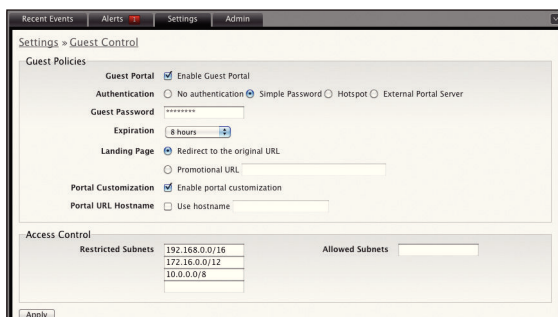 Recent Events Alerts 1 Settings Admin
Settings » Guest Control
Guest Policies
Guest Portal Enable Guest Portal
Authentication No authentication Simple Password Hotspot External Portal Server
Guest Password ********
Expiration 8 hours
Landing Page Redirect to the original URL
Promotional URL
Portal Customization Enable portal customization
Portal URL Hostname Use hostname
Access Control
Restricted Subnets 192.168.0.0/16 Allowed Subnets
172.16.0.0/12
10.0.0.0/8
Apply